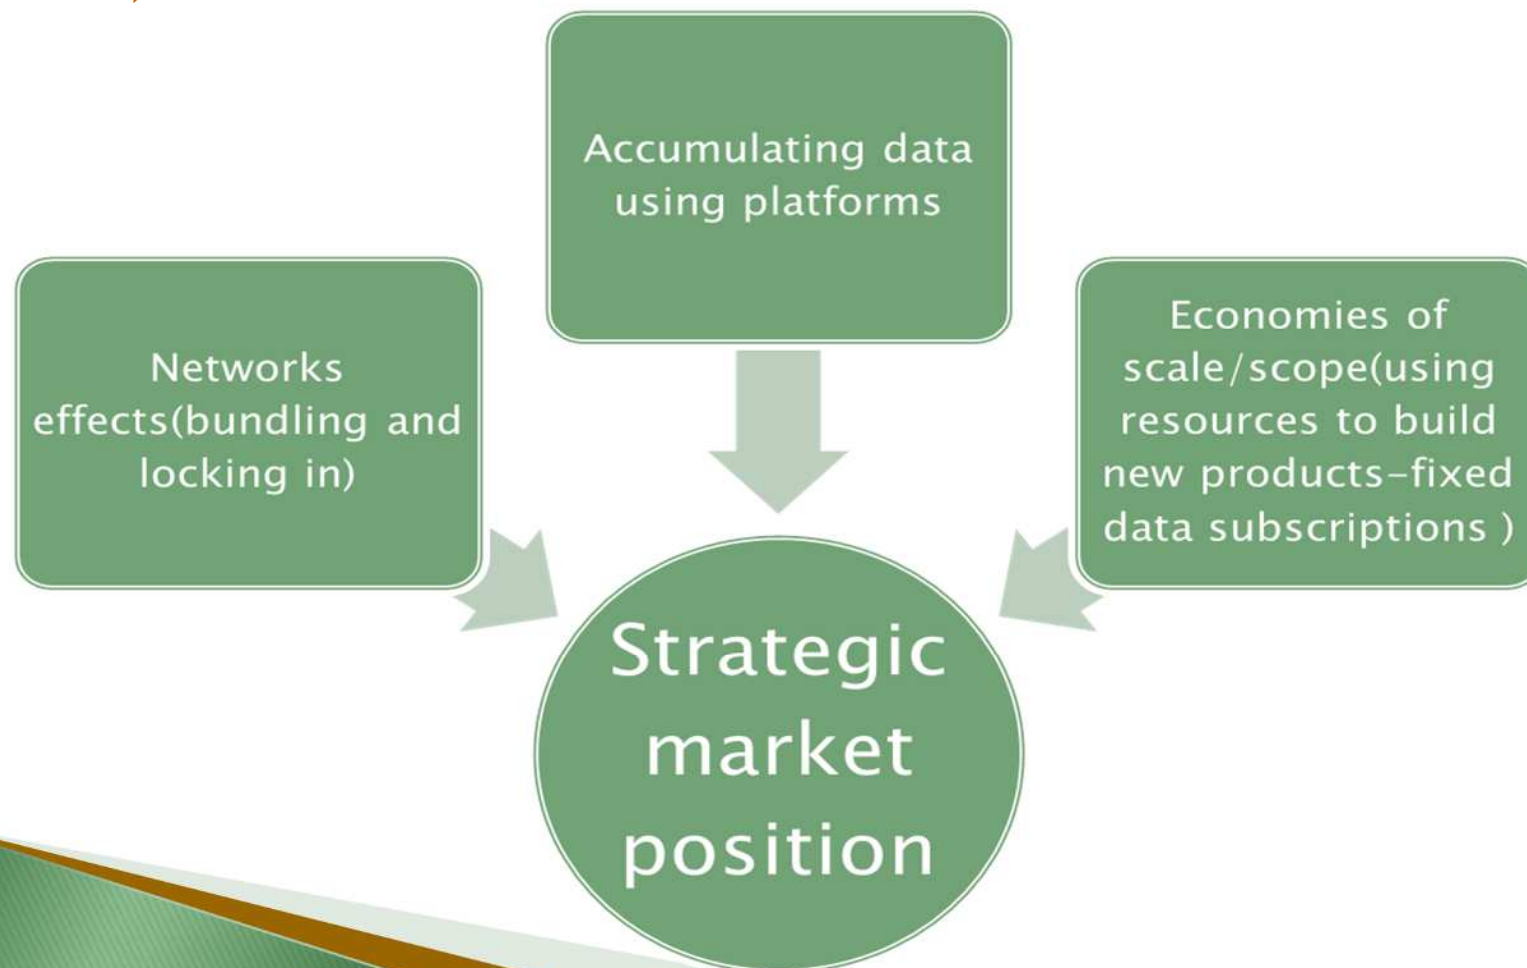 Accumulating data
using platforms
Networks
effects(bundling and
locking in)
Economies of
scale/scope(using
resources to build
new products-fixed
data subscriptions )
Strategic
market
position